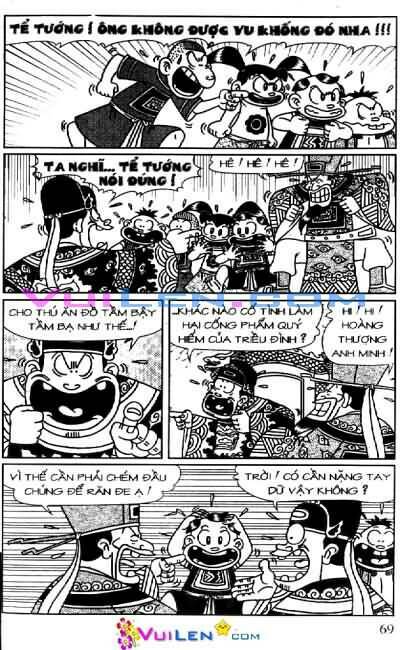 TỂ TƯỚNG ! ÔNG KHÔNG ĐƯỢC VU KHỐNG ĐÓ NHA !!!
TA NGHĨ... TỂ TƯỚNG
NÓI ĐÚNG !
HÊ ! HÊ ! HÊ !
VuiLen.com
CHO THÚ ĂN ĐỒ TẦM BẬY
TẦM BẠ NHƯ THẾ...!
...KHÁC NÀO CỐ TÌNH LÀM
HẠI CỐNG PHẨM QUÝ
HIẾM CỦA TRIỀU ĐÌNH ?
HI ! HI !
HOÀNG
THƯỢNG
ANH MINH !
VÌ THẾ CẦN PHẢI CHÉM ĐẦU
CHÚNG ĐỂ RĂN ĐE Ạ !
TRỜI ! CÓ CẦN NẶNG TAY
DỮ VẬY KHÔNG ?
69
VuiLen.com